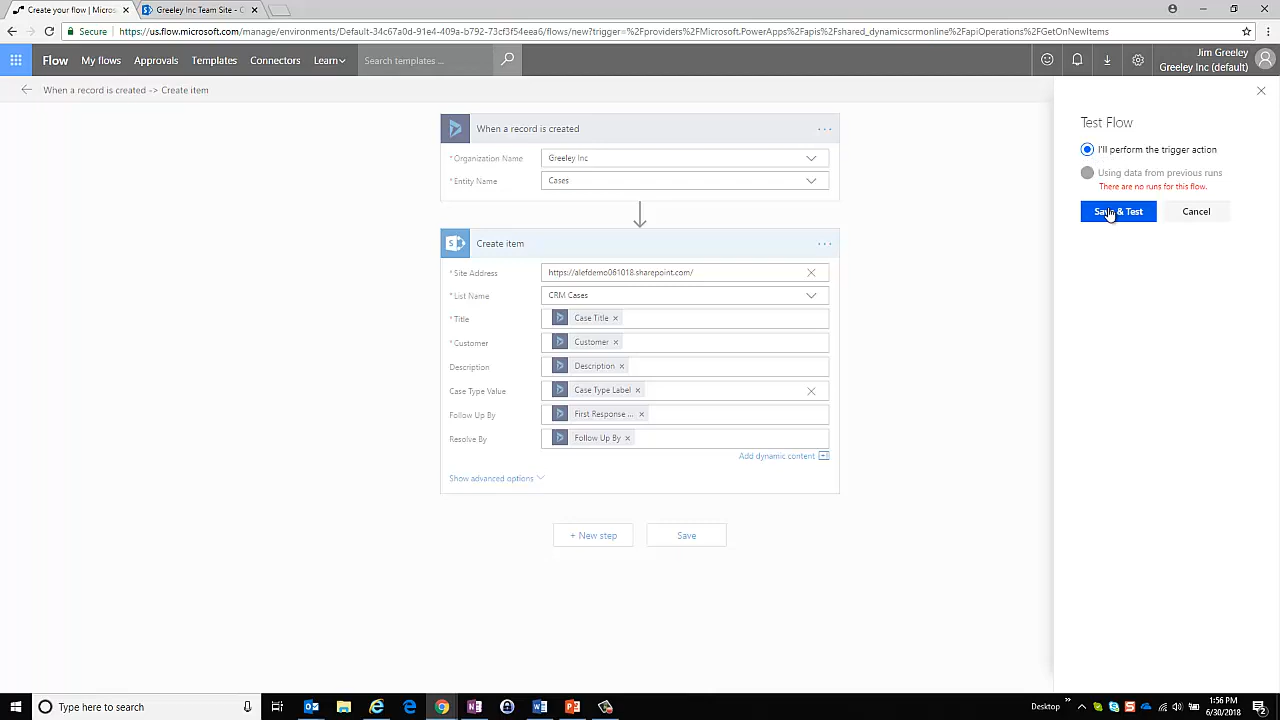 Create your flow | Micros
Greeley Inc Team Site - C
Secure
https://us.flow.microsoft.com/manage/environments/Default-34c67a0d-91e4-409a-b792-73cf3f54eea6/flows/new?trigger=%2Fproviders%2FMicrosoft.PowerApps%2Fapis%2Fshared_dynamicscrmonline%2FapiOperations%2FGetOnNewItems
Flow
My flows
Approvals
Templates
Connectors
Learn
Search templates ...
Jim Greeley
Greeley Inc (default)
When a record is created -> Create item
When a record is created
* Organization Name
Greeley Inc
* Entity Name
Cases
Create item
* Site Address
https://alefdemo061018.sharepoint.com/
* List Name
CRM Cases
* Title
Case Title
* Customer
Customer
Description
Description
Case Type Value
Case Type Label
Follow Up By
First Response ...
Resolve By
Follow Up By
Add dynamic content
Show advanced options
+ New step
Save
Test Flow
I'll perform the trigger action
Using data from previous runs
There are no runs for this flow.
Save & Test
Cancel
Type here to search
Desktop
1:56 PM
6/30/2018